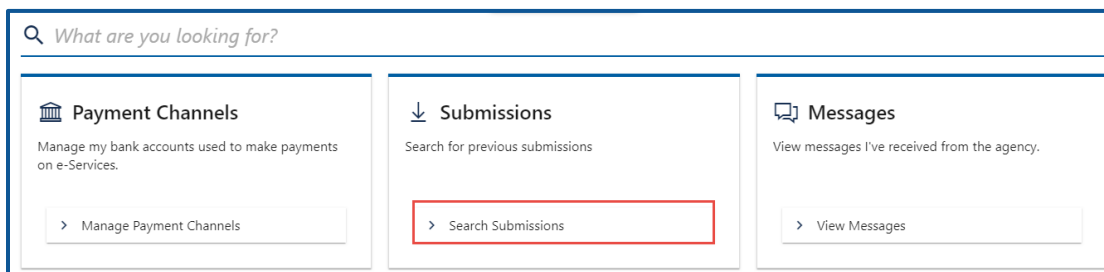 What are you looking for?
Payment Channels
Manage my bank accounts used to make payments
on e-Services.
Manage Payment Channels
Submissions
Search for previous submissions
Search Submissions
Messages
View messages I've received from the agency.
View Messages